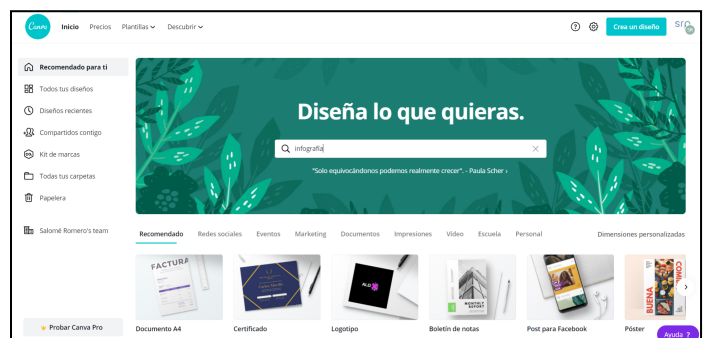 Canva
Inicio Precios Plantillas Descubrir
Crea un diseño
Recomendado para ti
Todos tus diseños
Diseños recientes
Compartidos contigo
Kit de marcas
Todas tus carpetas
Papelera
Salomé Romero's team
Probar Canva Pro
Diseña lo que quieras.
infografía
"Solo equivocándonos podemos realmente crecer". - Paula Scher ›
Recomendado Redes sociales Eventos Marketing Documentos Impresiones Vídeo Escuela Personal Dimensiones personalizadas
FACTURA
MONTHLY
REPORT
BUENA
Documento A4 Certificado Logotipo Boletín de notas Post para Facebook Póster
Ayuda ?